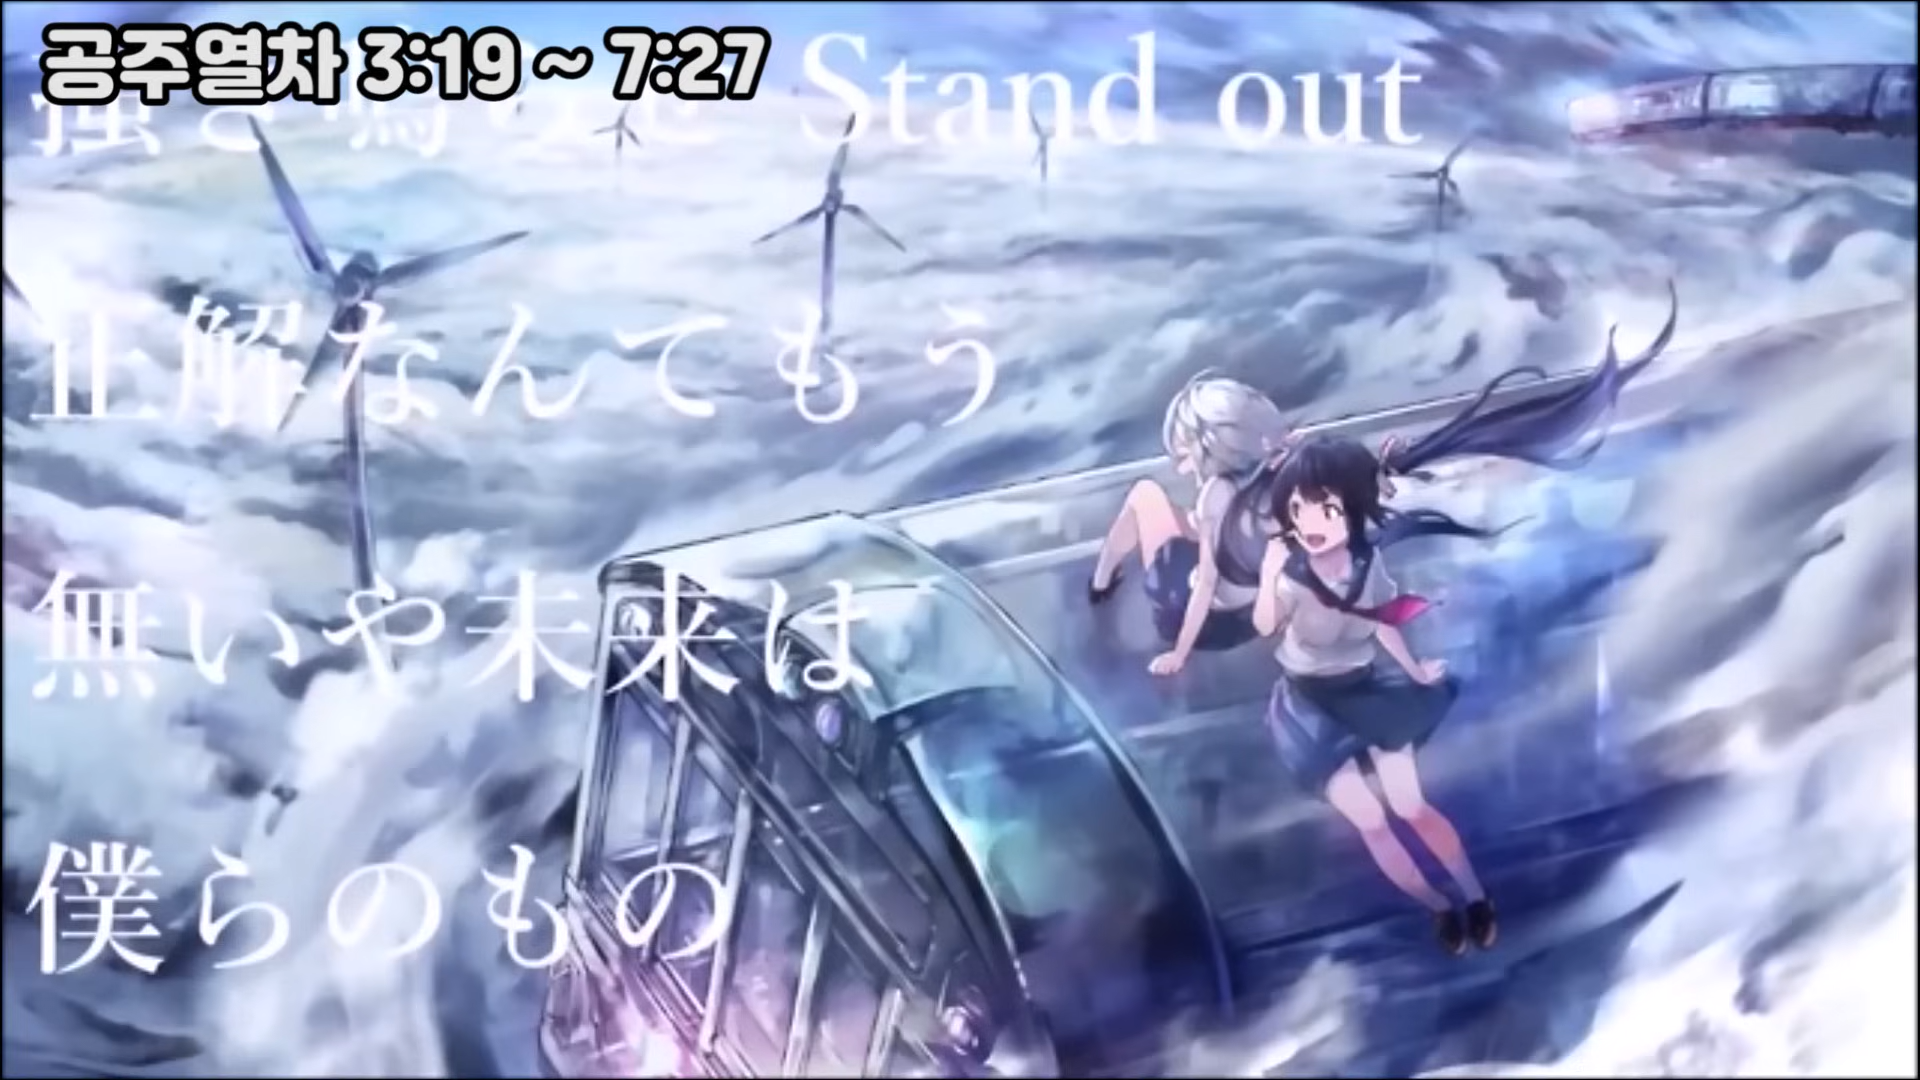 공주열차 3:19 ~ 7:27
Stand out
正解なんてもう
無いや未来は
僕らのもの